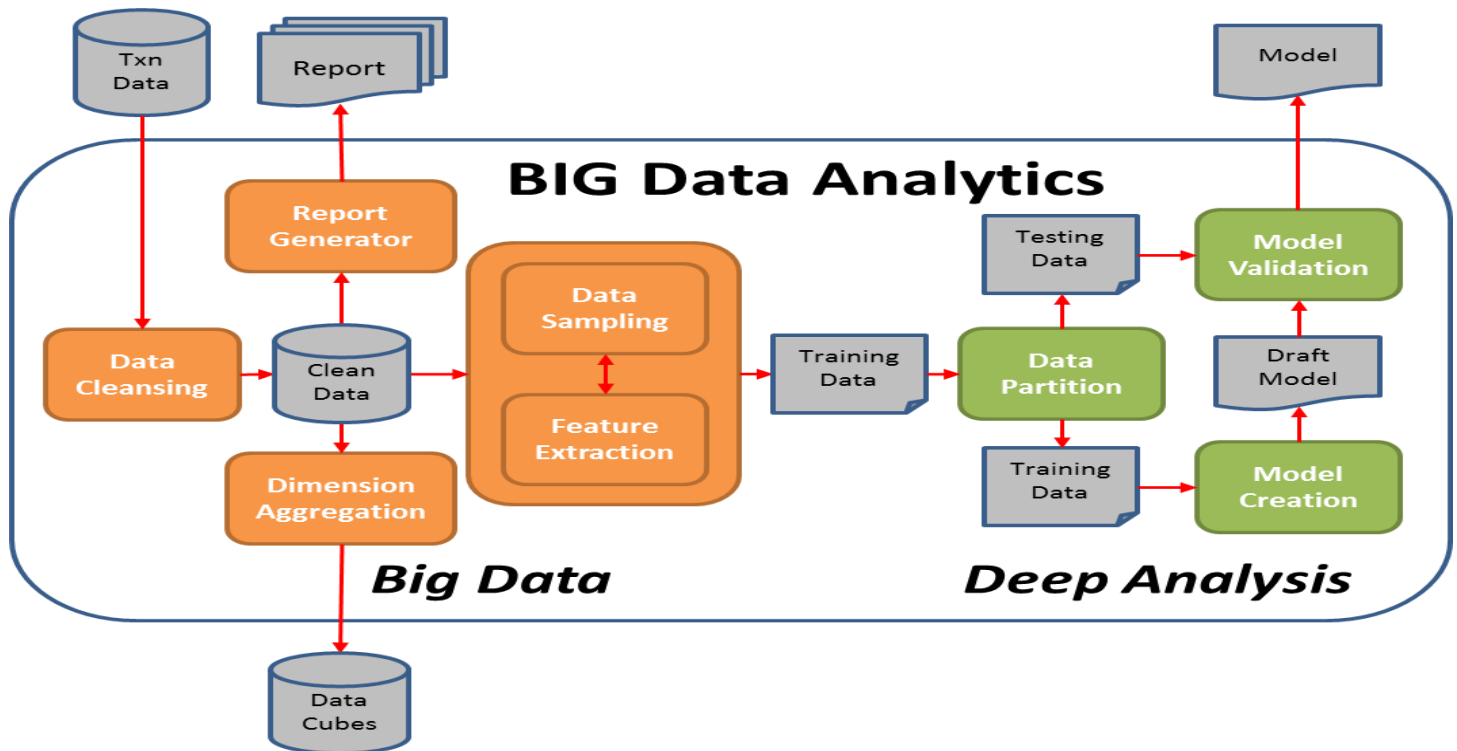 Txn
Data
Report
Model
BIG Data Analytics
Report
Generator
Testing
Data
Model
Validation
Data
Sampling
Data
Cleansing
Clean
Data
Training
Data
Data
Partition
Draft
Model
Feature
Extraction
Dimension
Aggregation
Training
Data
Model
Creation
Big Data
Deep Analysis
Data
Cubes